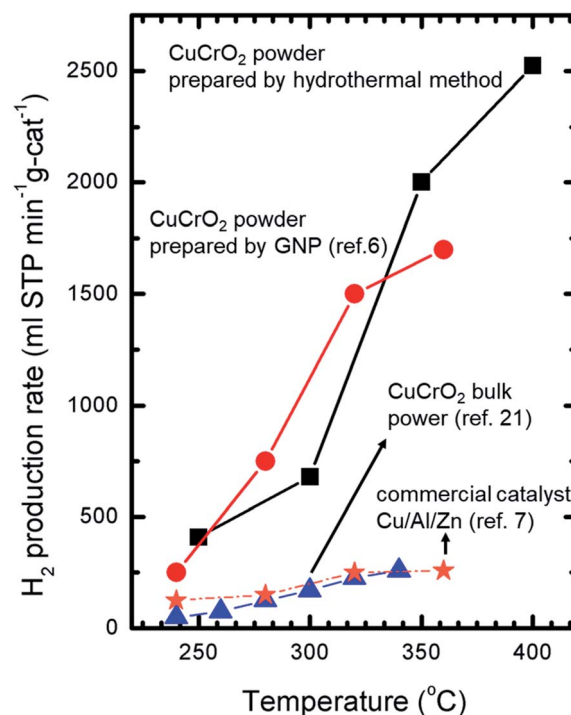 CuCrO₂ powder
prepared by hydrothermal method
CuCrO₂ powder
prepared by GNP (ref.6)
CuCrO₂ bulk
power (ref. 21)
commercial catalyst
Cu/Al/Zn (ref. 7)
H₂ production rate (ml STP min⁻¹g-cat⁻¹)
2500
2000
1500
1000
500
0
250 300 350 400
Temperature (°C)